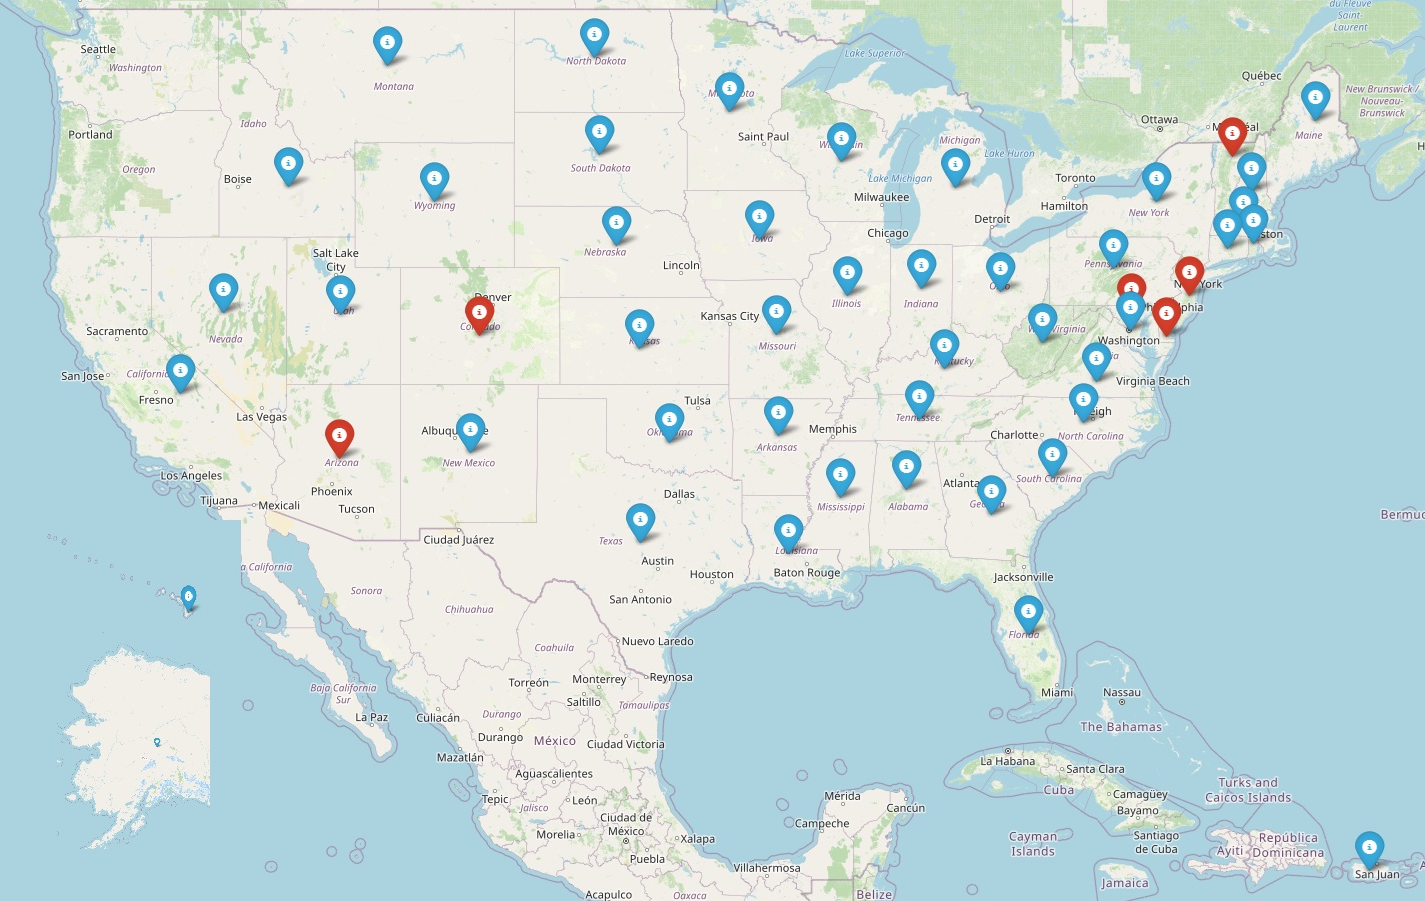 du Fleuve
Saint
Laurent
Seattle
Washington
Montana
North Dakota
Lake Superior
Québec
New Brunswick /
Nouveau-
Brunswick
Portland
Idaho
Saint Paul
Michigan
Ottawa
Maine
Oregon
Boise
South Dakota
Lake Huron
Lake Michigan
Toronto
Wyoming
Milwaukee
Hamilton
New York
Detroit
Chicago
Iowa
Salt Lake
City
Nebraska
Lincoln
Denver
Illinois
Indiana
Utah
Sacramento
Nevada
Kansas City
Missouri
Washington
San Jose
California
Fresno
Virginia Beach
Las Vegas
Tulsa
Tennessee
Memphis
Charlotte
North Carolina
Arizona
New Mexico
Arkansas
Los Angeles
Phoenix
Dallas
Atlanta
South Carolina
Tijuana
Mexicali
Tucson
Mississippi
Alabama
Bermuc
Ciudad Juárez
Texas
Louisiana
a California
Austin
Houston
Baton Rouge
Jacksonville
Sonora
Chihuahua
San Antonio
Florida
Coahuila
Nuevo Laredo
Baja California
Sur
Torreón
Monterrey
Reynosa
Saltillo
Tamaulipas
Miami
Nassau
La Paz
Culiacán
Durango
The Bahamas
Durango
México
Ciudad Victoria
Mazatlán
Aguascalientes
La Habana
Santa Clara
Cuba
Camagüey
Turks and
Caicos Islands
Tepic
León
Jalisco
Ciudad de
México
Mérida
Cancún
Campeche
Bayamo
Santiago
de Cuba
Cayman
Islands
Morelia
Xalapa
Puebla
Villahermosa
Ayiti
República
Dominicana
San Juan
Jamaica
Acapulco
Oaxaca
Belize